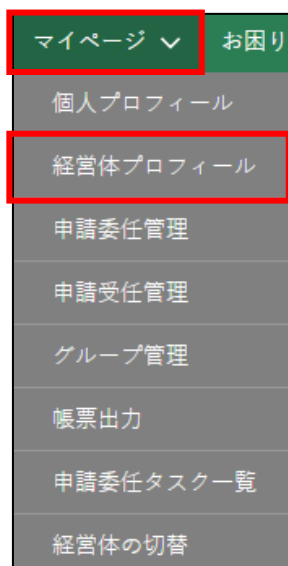 マイページ お困り
個人プロフィール
経営体プロフィール
申請委任管理
申請受任管理
グループ管理
帳票出力
申請委任タスク一覧
経営体の切替